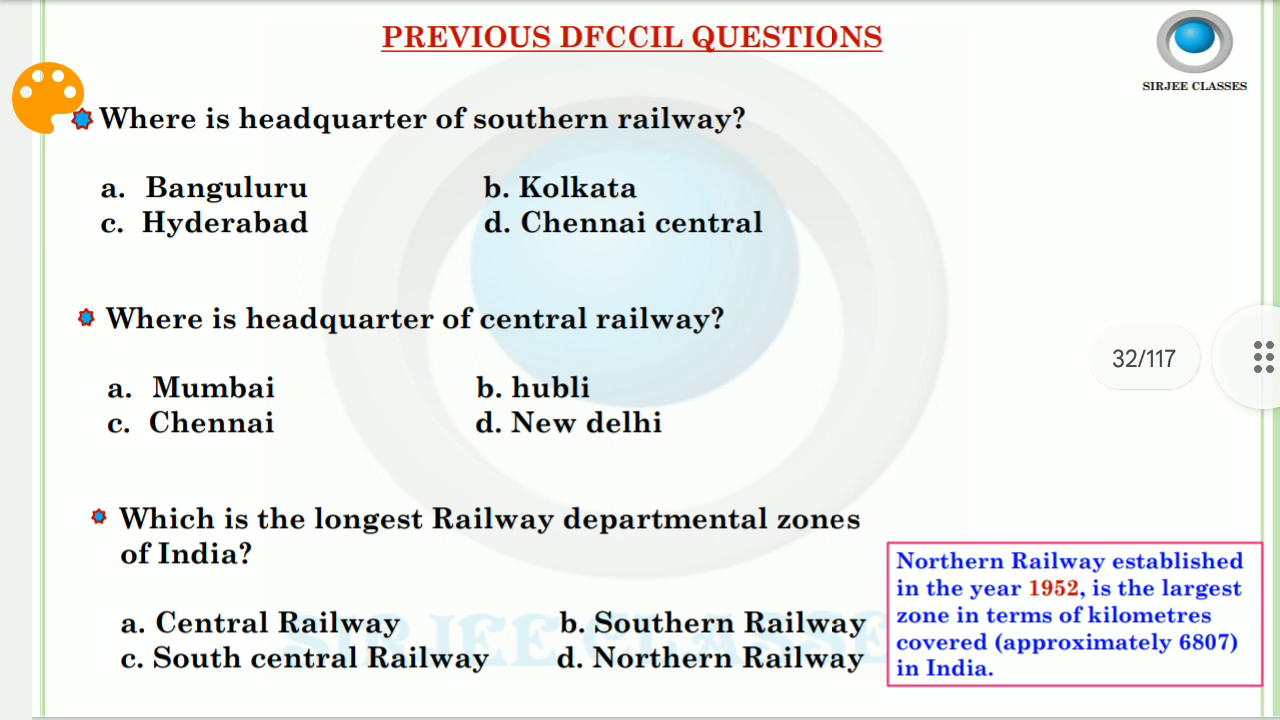 PREVIOUS DFCCIL QUESTIONS
SIRJEE CLASSES
Where is headquarter of southern railway?
a. Banguluru b. Kolkata
c. Hyderabad d. Chennai central
Where is headquarter of central railway?
a. Mumbai b. hubli
c. Chennai d. New delhi
32/117
Which is the longest Railway departmental zones
of India?
a. Central Railway b. Southern Railway
c. South central Railway d. Northern Railway
Northern Railway established
in the year 1952, is the largest
zone in terms of kilometres
covered (approximately 6807)
in India.
SIRJEE CLASSE